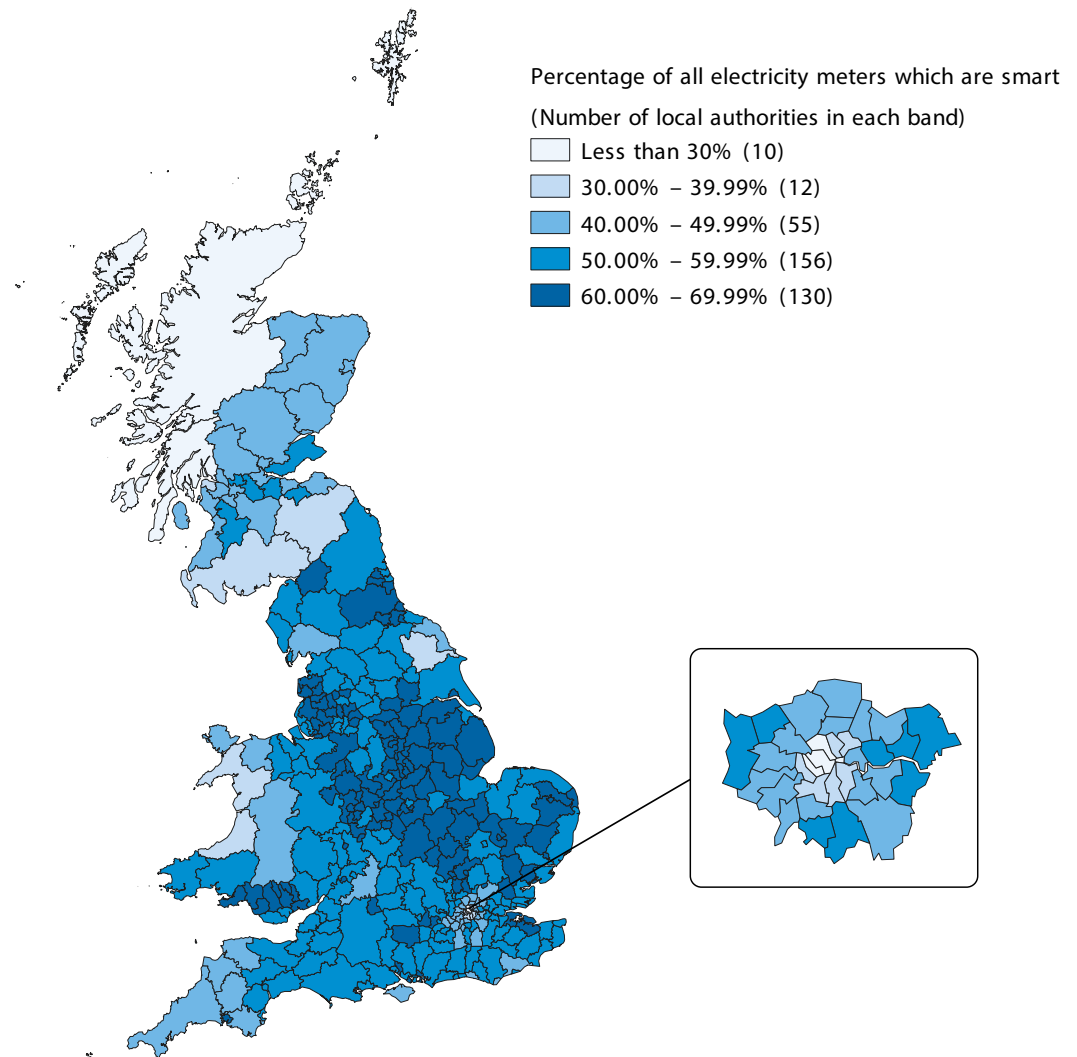 Percentage of all electricity meters which are smart
(Number of local authorities in each band)
Less than 30% (10)
30.00% – 39.99% (12)
40.00% – 49.99% (55)
50.00% – 59.99% (156)
60.00% – 69.99% (130)